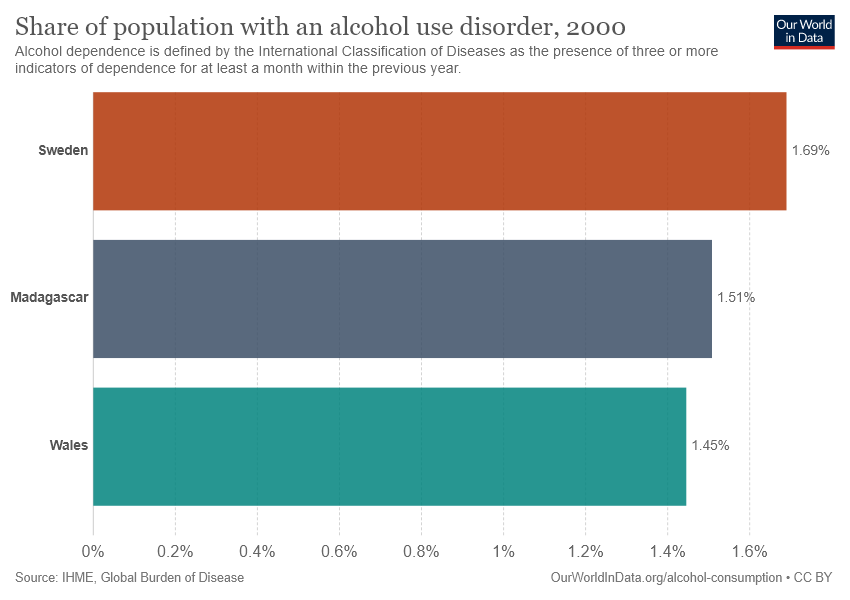 Share of population with an alcohol use disorder, 2000
Our World
in Data
Alcohol dependence is defined by the International Classification of Diseases as the presence of three or more
indicators of dependence for at least a month within the previous year.
Sweden
1.69%
Madagascar
1.51%
Wales
1.45%
0% 0.2% 0.4% 0.6% 0.8% 1% 1.2% 1.4% 1.6%
Source: IHME, Global Burden of Disease
OurWorldInData.org/alcohol-consumption • CC BY